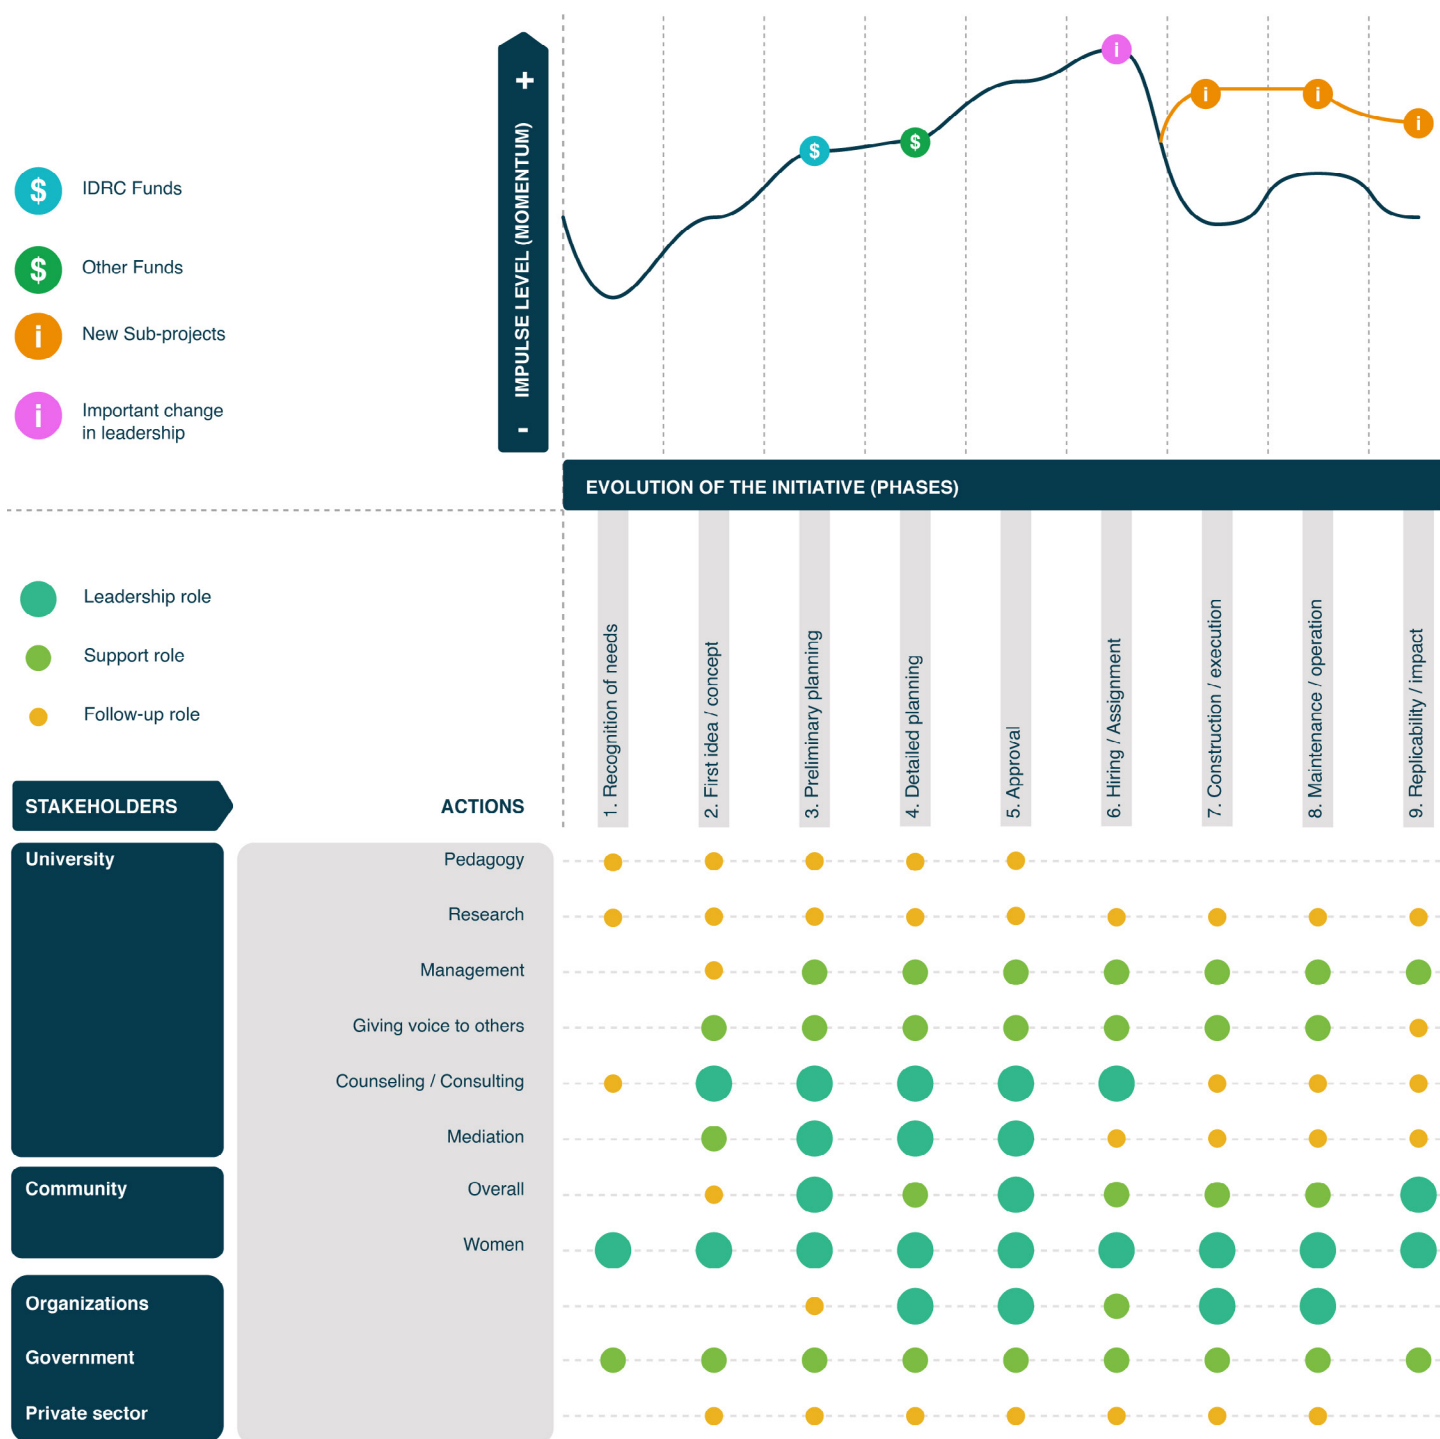 +
IMPULSE LEVEL (MOMENTUM)
-
i
$
$
i
i
i
$ IDRC Funds
$ Other Funds
i New Sub-projects
i Important change
in leadership
EVOLUTION OF THE INITIATIVE (PHASES)
Leadership role
Support role
Follow-up role
1. Recognition of needs
2. First idea / concept
3. Preliminary planning
4. Detailed planning
5. Approval
6. Hiring / Assignment
7. Construction / execution
8. Maintenance / operation
9. Replicability / impact
STAKEHOLDERS
ACTIONS
University
Pedagogy
Research
Management
Giving voice to others
Counseling / Consulting
Mediation
Community
Overall
Women
Organizations
Government
Private sector